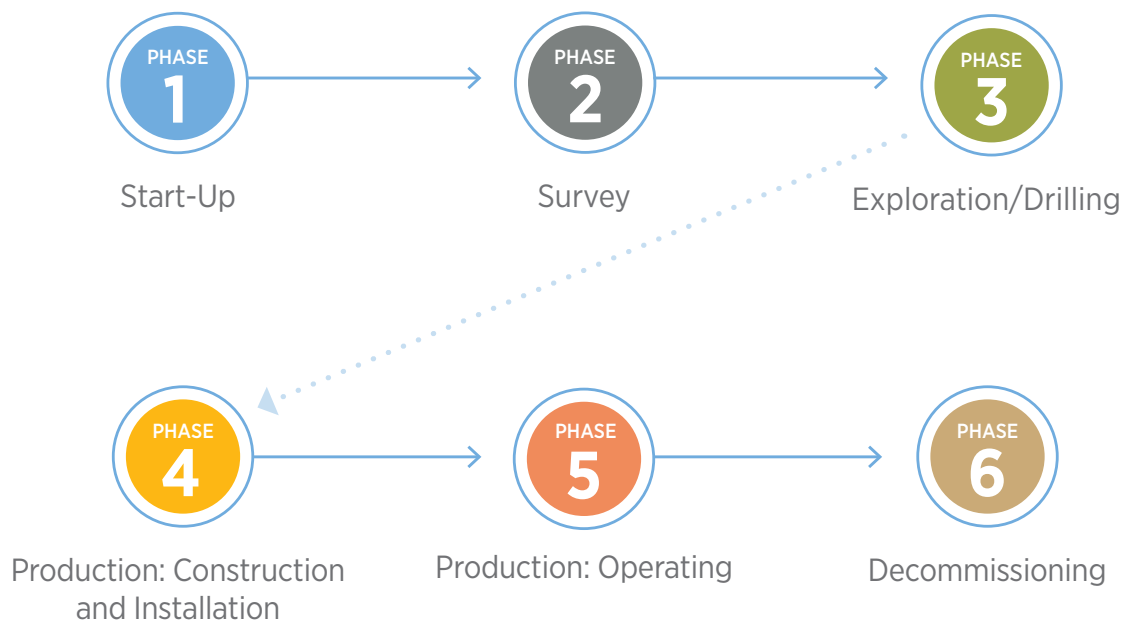 PHASE
1
Start-Up
PHASE
2
Survey
PHASE
3
Exploration/Drilling
PHASE
4
Production: Construction
and Installation
PHASE
5
Production: Operating
PHASE
6
Decommissioning